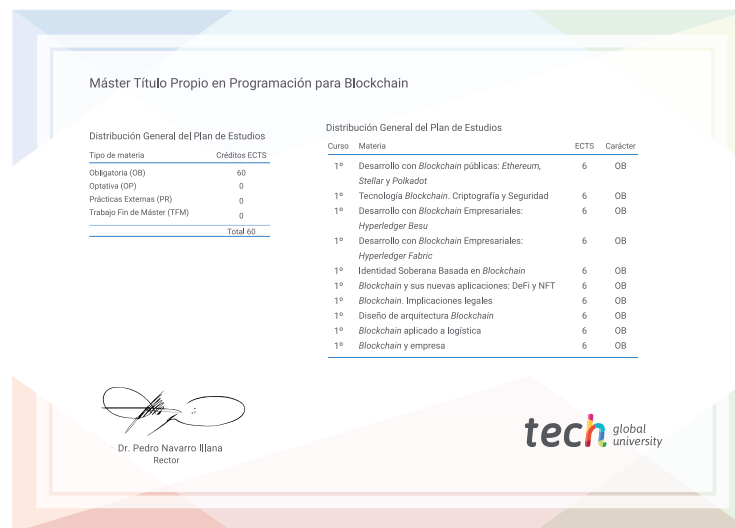 Máster Título Propio en Programación para Blockchain
Distribución General del Plan de Estudios
Tipo de materia Créditos ECTS
Obligatoria (OB) 60
Optativa (OP) 0
Prácticas Externas (PR) 0
Trabajo Fin de Máster (TFM) 0
Total 60
Distribución General del Plan de Estudios
Curso Materia ECTS Carácter
1º Desarrollo con Blockchain públicas: Ethereum, 6 OB
Stellar y Polkadot
1º Tecnología Blockchain. Criptografía y Seguridad 6 OB
1º Desarrollo con Blockchain Empresariales: 6 OB
Hyperledger Besu
1º Desarrollo con Blockchain Empresariales: 6 OB
Hyperledger Fabric
1º Identidad Soberana Basada en Blockchain 6 OB
1º Blockchain y sus nuevas aplicaciones: DeFi y NFT 6 OB
1º Blockchain. Implicaciones legales 6 OB
1º Diseño de arquitectura Blockchain 6 OB
1º Blockchain aplicado a logística 6 OB
1º Blockchain y empresa 6 OB
Dr. Pedro Navarro Illana
Rector
tech global
university